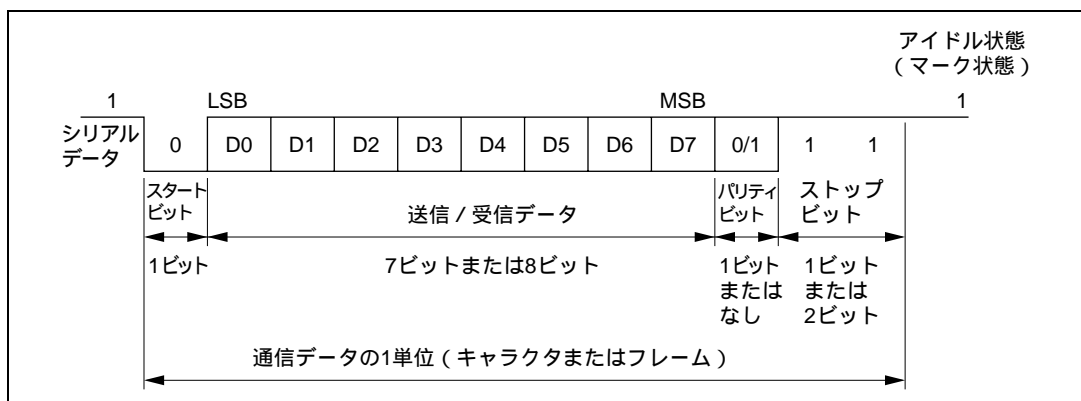 アイドル状態
(マーク状態)
1 LSB MSB 1
シリアル
データ
0 D0 D1 D2 D3 D4 D5 D6 D7 0/1 1 1
スタート
ビット
送信/受信データ
パリティ
ビット
ストップ
ビット
1ビット
7ビットまたは8ビット
1ビット
または
なし
1ビット
または
2ビット
通信データの1単位(キャラクタまたはフレーム)